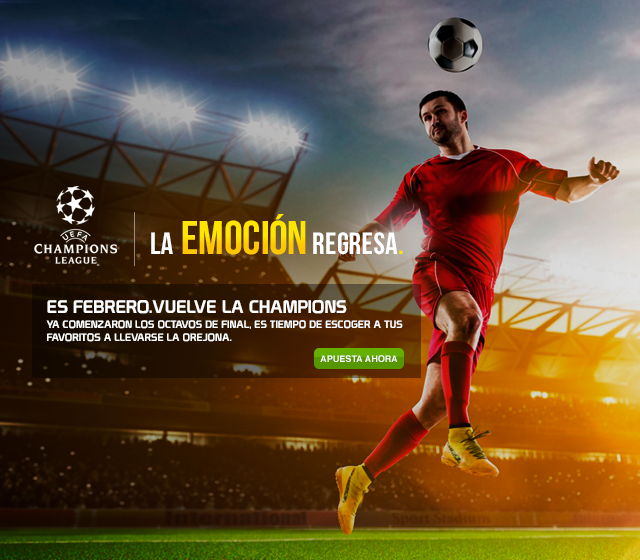 UEFA
CHAMPIONS
LEAGUE
LA EMOCIÓN REGRESA.
ES FEBRERO.VUELVE LA CHAMPIONS
YA COMENZARON LOS OCTAVOS DE FINAL, ES TIEMPO DE ESCOGER A TUS
FAVORITOS A LLEVARSE LA OREJONA.
APUESTA AHORA